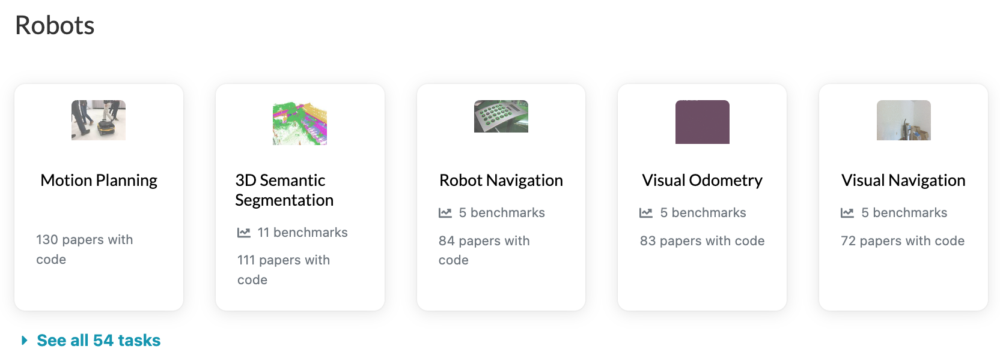 Robots
Motion Planning
130 papers with
code
3D Semantic
Segmentation
11 benchmarks
111 papers with
code
Robot Navigation
5 benchmarks
84 papers with
code
Visual Odometry
5 benchmarks
83 papers with code
Visual Navigation
5 benchmarks
72 papers with code
See all 54 tasks